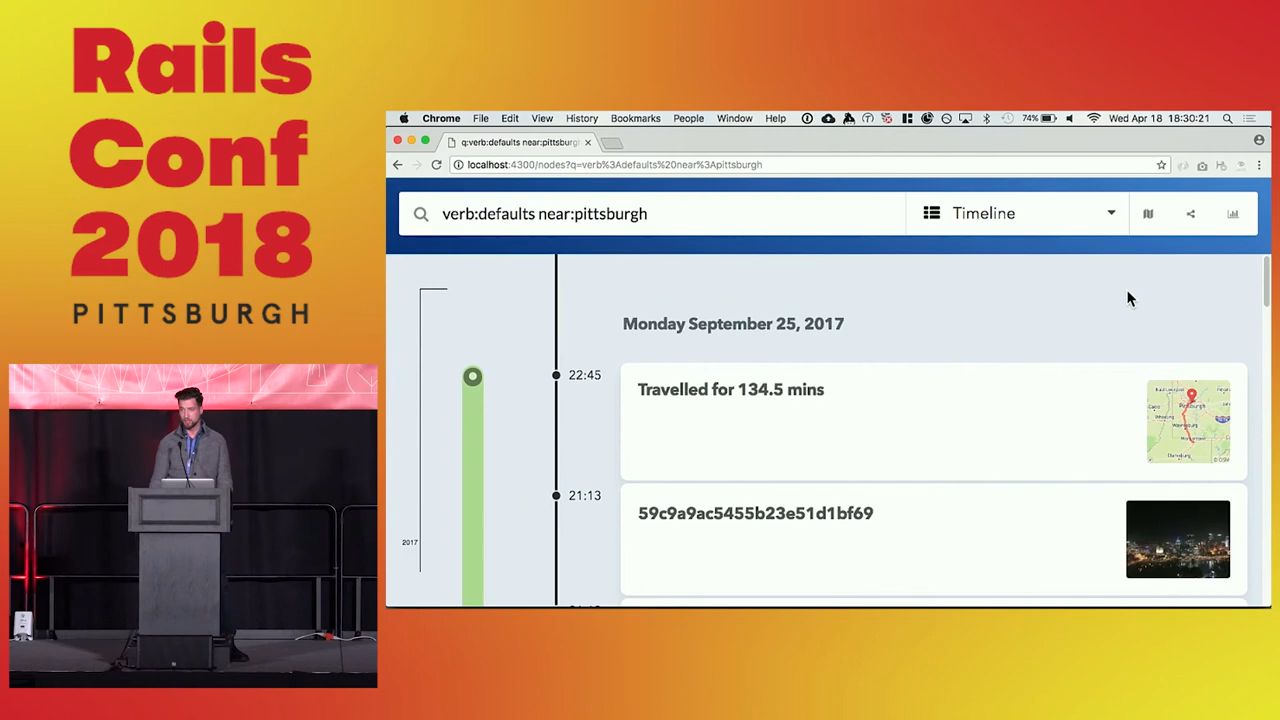 Rails
Conf
2018
PITTSBURGH
Chrome File Edit View History Bookmarks People Window Help 74% Wed Apr 18 18:30:21
q:verb:defaults near:pittsburgh
localhost:4300/nodes?q=verb%3Adefaults%20near%3Apittsburgh
verb:defaults near:pittsburgh
Timeline
Monday September 25, 2017
22:45
Travelled for 134.5 mins
Pittsburgh
21:13
59c9a9ac5455b23e51d1bf69
2017